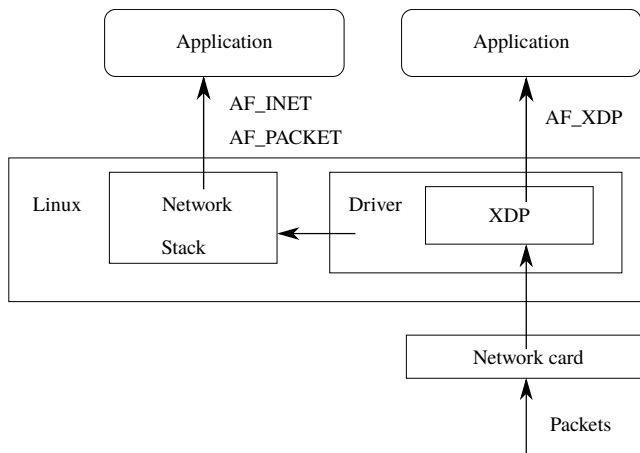 Application
Application
AF_INET
AF_PACKET
AF_XDP
Linux
Network
Stack
Driver
XDP
Network card
Packets